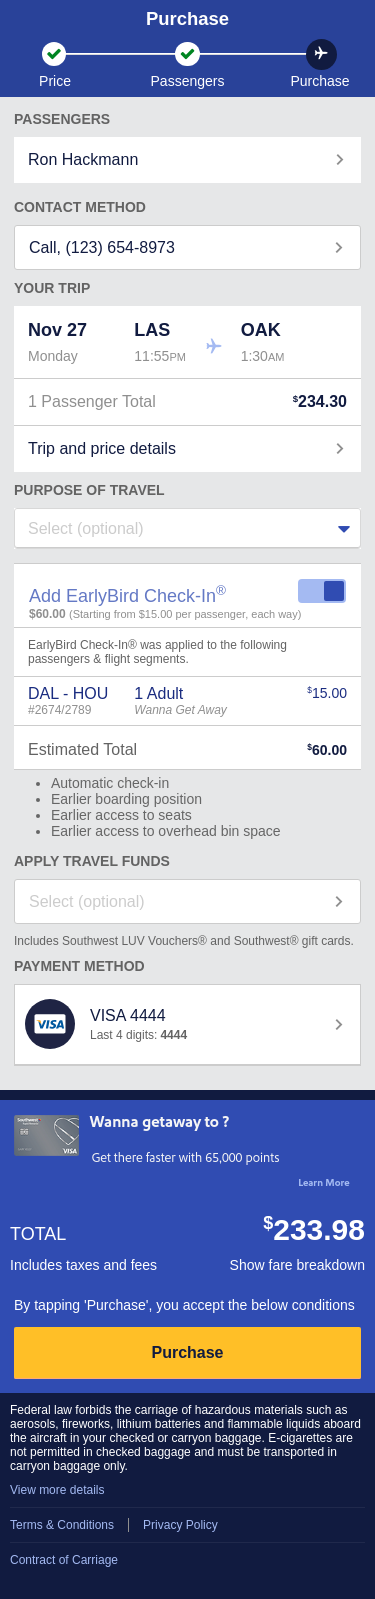 Purchase
Price
Passengers
Purchase
PASSENGERS
Ron Hackmann
CONTACT METHOD
Call, (123) 654-8973
YOUR TRIP
Nov 27 LAS OAK
Monday 11:55PM 1:30AM
1 Passenger Total $234.30
Trip and price details
PURPOSE OF TRAVEL
Select (optional)
Add EarlyBird Check-In®
$60.00 (Starting from $15.00 per passenger, each way)
EarlyBird Check-In® was applied to the following
passengers & flight segments.
DAL - HOU 1 Adult $15.00
#2674/2789 Wanna Get Away
Estimated Total $60.00
• Automatic check-in
• Earlier boarding position
• Earlier access to seats
• Earlier access to overhead bin space
APPLY TRAVEL FUNDS
Select (optional)
Includes Southwest LUV Vouchers® and Southwest® gift cards.
PAYMENT METHOD
VISA
VISA 4444
Last 4 digits: 4444
Southwest
VISA
Wanna getaway to ?
Get there faster with 65,000 points
Learn More
TOTAL $233.98
Includes taxes and fees Show fare breakdown
By tapping 'Purchase', you accept the below conditions
Purchase
Federal law forbids the carriage of hazardous materials such as
aerosols, fireworks, lithium batteries and flammable liquids aboard
the aircraft in your checked or carryon baggage. E-cigarettes are
not permitted in checked baggage and must be transported in
carryon baggage only.
View more details
Terms & Conditions | Privacy Policy
Contract of Carriage